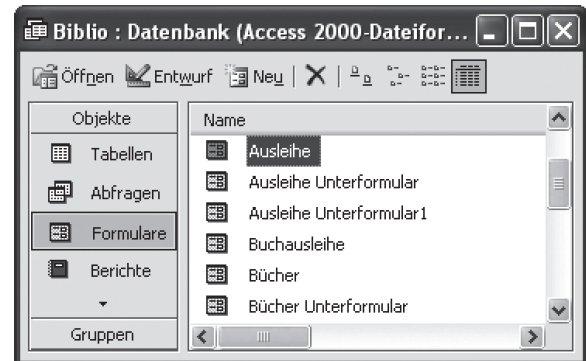 Biblio : Datenbank (Access 2000-Dateifor...
Öffnen Entwurf Neu
Objekte
Tabellen
Abfragen
Formulare
Berichte
Gruppen
Name
Ausleihe
Ausleihe Unterformular
Ausleihe Unterformular1
Buchausleihe
Bücher
Bücher Unterformular